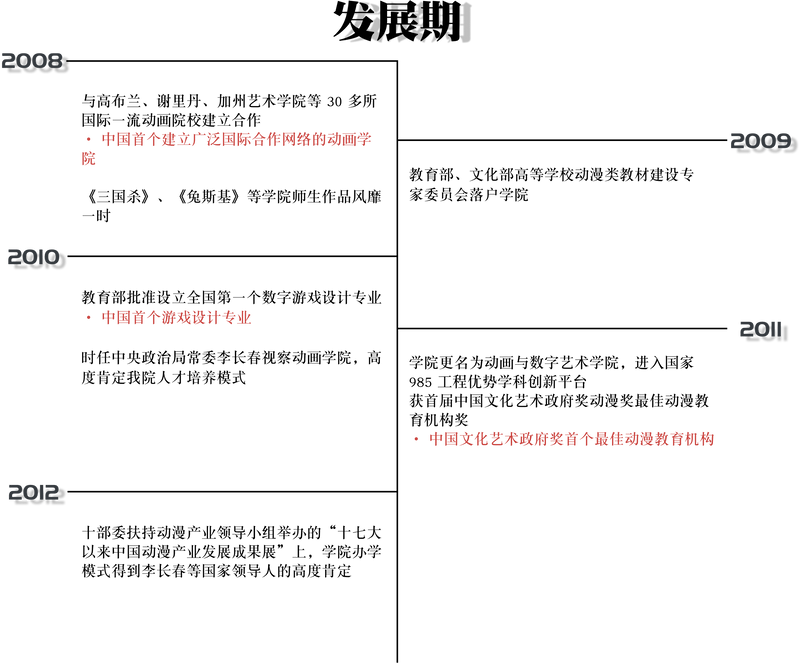 发展期
2008
与高布兰、谢里丹、加州艺术学院等 30 多所
国际一流动画院校建立合作
• 中国首个建立广泛国际合作网络的动画学
院
《三国杀》、《兔斯基》等学院师生作品风靡
一时
2009
教育部、文化部高等学校动漫类教材建设专
家委员会落户学院
2010
教育部批准设立全国第一个数字游戏设计专业
• 中国首个游戏设计专业
时任中央政治局常委李长春视察动画学院，高
度肯定我院人才培养模式
2011
学院更名为动画与数字艺术学院，进入国家
985 工程优势学科创新平台
获首届中国文化艺术政府奖动漫奖最佳动漫教
育机构奖
• 中国文化艺术政府奖首个最佳动漫教育机构
2012
十部委扶持动漫产业领导小组举办的“十七大
以来中国动漫产业发展成果展”上，学院办学
模式得到李长春等国家领导人的高度肯定